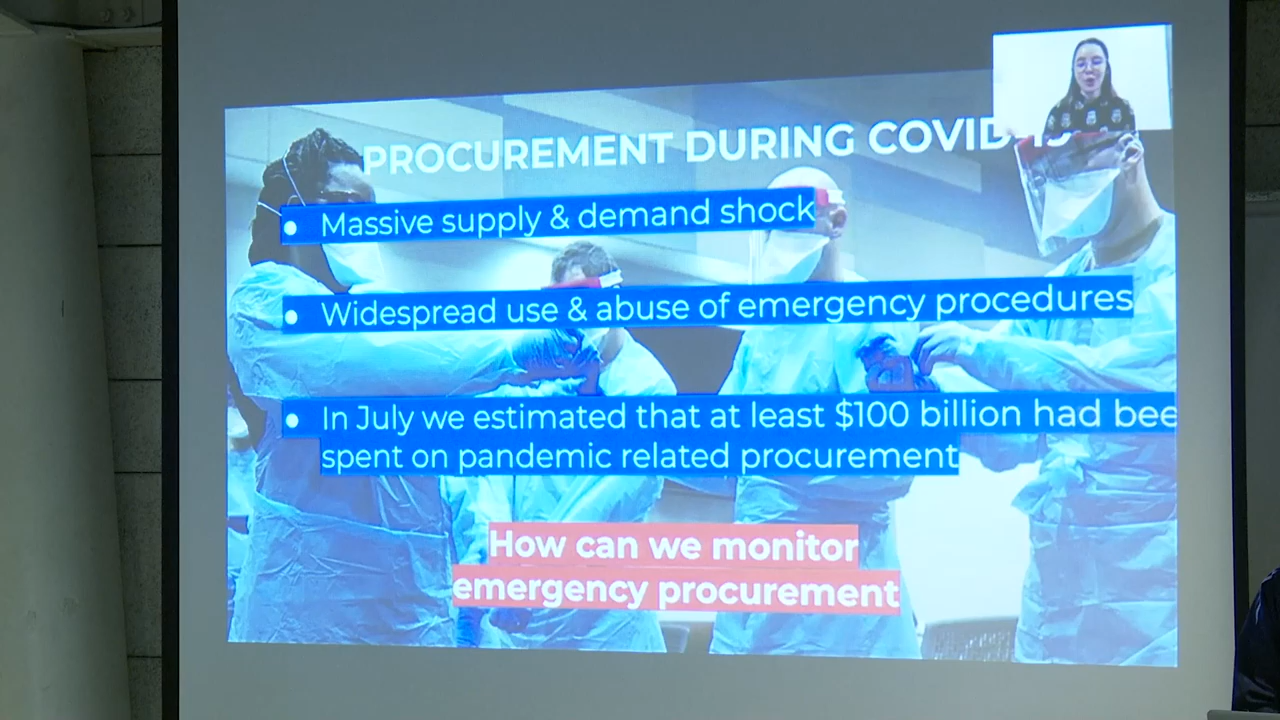 PROCUREMENT DURING COVID
• Massive supply & demand shock
• Widespread use & abuse of emergency procedures
• In July we estimated that at least $100 billion had bee
spent on pandemic related procurement
How can we monitor
emergency procurement